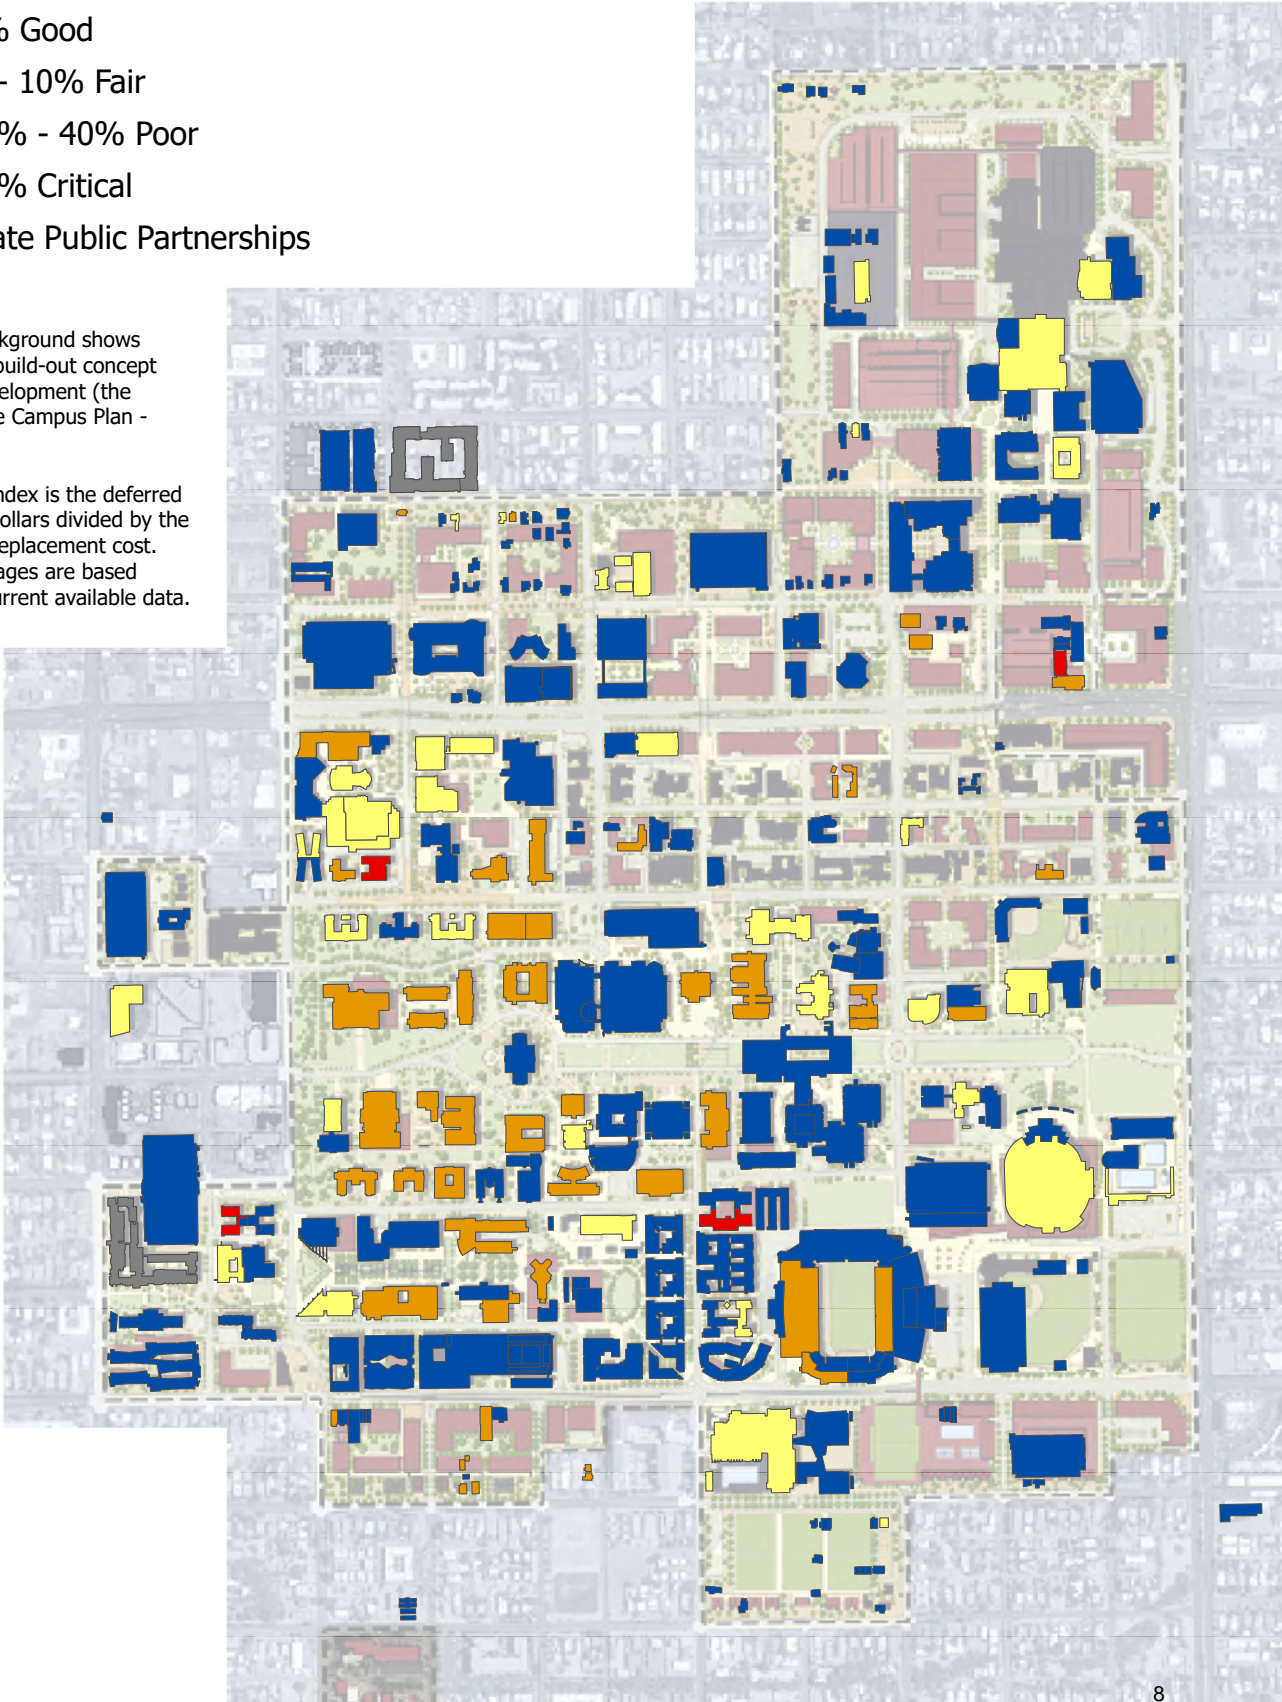 % Good
- 10% Fair
% - 40% Poor
% Critical
ate Public Partnerships
kground shows
build-out concept
elopment (the
e Campus Plan -
ndex is the deferred
ollars divided by the
eplacement cost.
ages are based
urrent available data.
8